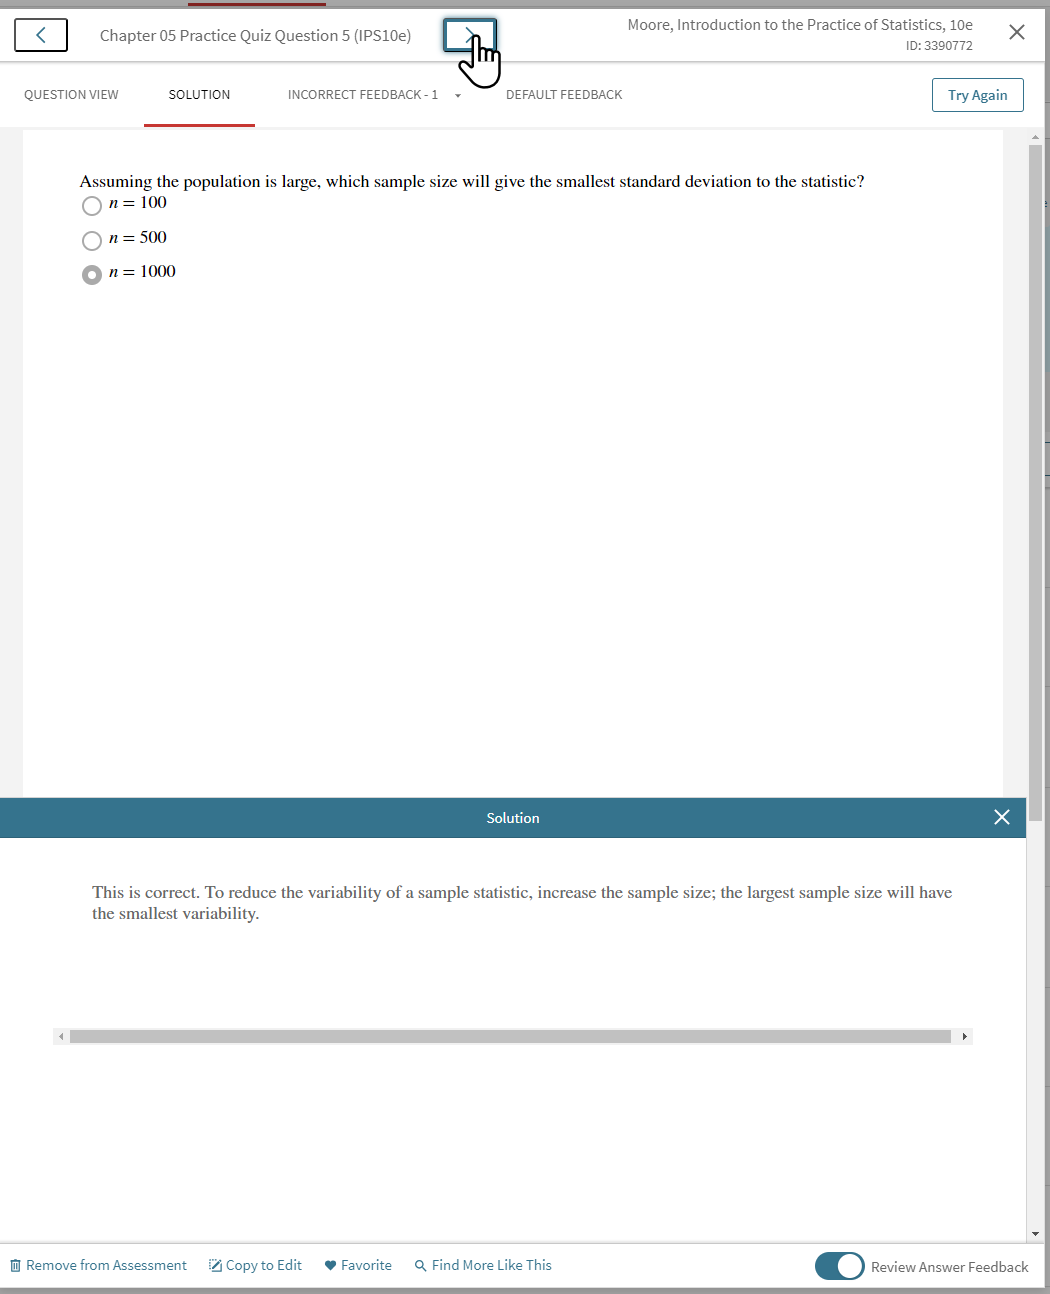 Chapter 05 Practice Quiz Question 5 (IPS10e)
Moore, Introduction to the Practice of Statistics, 10e
ID: 3390772
QUESTION VIEW
SOLUTION
INCORRECT FEEDBACK - 1
DEFAULT FEEDBACK
Try Again
Assuming the population is large, which sample size will give the smallest standard deviation to the statistic?
n = 100
n = 500
n = 1000
Solution
This is correct. To reduce the variability of a sample statistic, increase the sample size; the largest sample size will have
the smallest variability.
Remove from Assessment
Copy to Edit
Favorite
Find More Like This
Review Answer Feedback